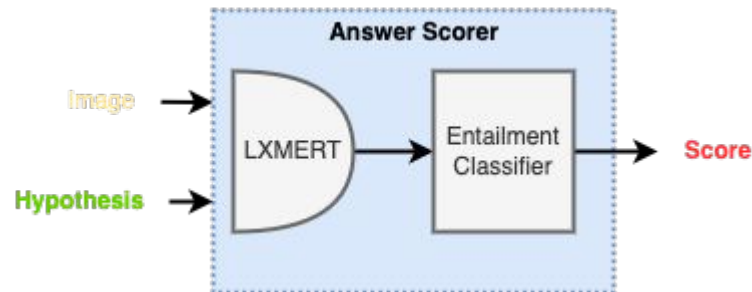 Answer Scorer
Image
LXMERT
Entailment
Classifier
Score
Hypothesis